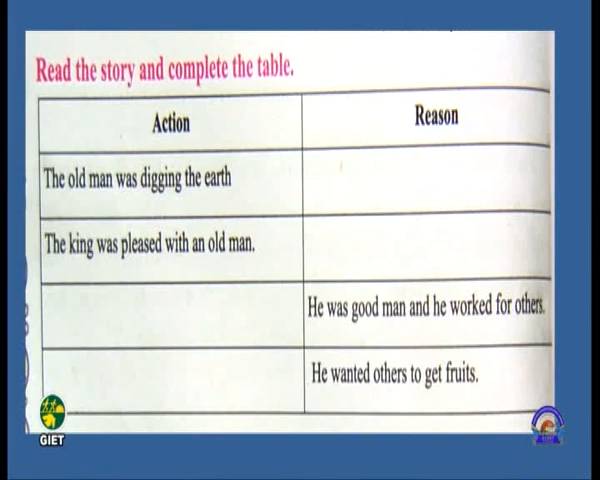 Read the story and complete the table.
Action Reason
The old man was digging the earth
The king was pleased with an old man.
He was good man and he worked for others.
He wanted others to get fruits.
GIET